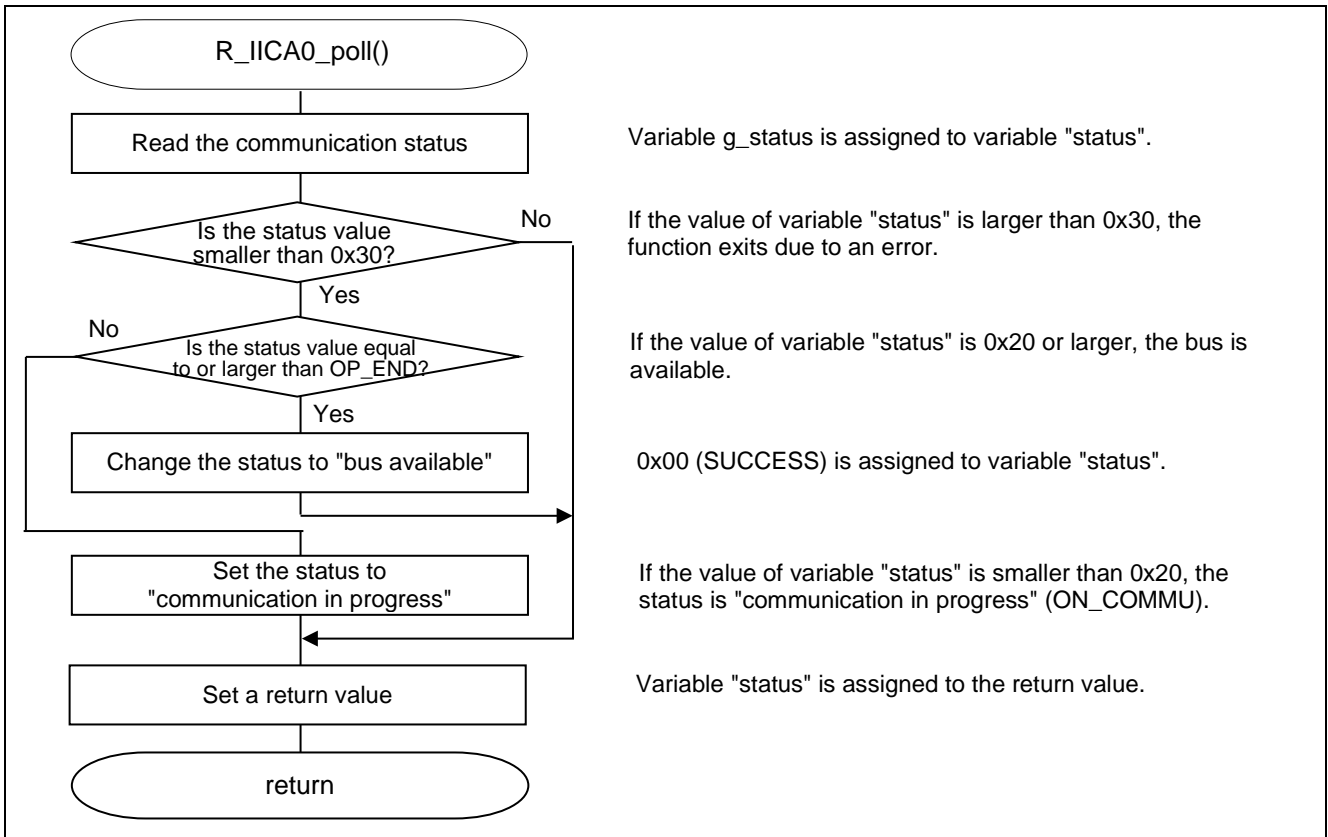 R_IICA0_poll()
Read the communication status
Variable g_status is assigned to variable "status".
Is the status value
smaller than 0x30?
No
If the value of variable "status" is larger than 0x30, the
function exits due to an error.
Yes
No
Is the status value equal
to or larger than OP_END?
If the value of variable "status" is 0x20 or larger, the bus is
available.
Yes
Change the status to "bus available"
0x00 (SUCCESS) is assigned to variable "status".
Set the status to
"communication in progress"
If the value of variable "status" is smaller than 0x20, the
status is "communication in progress" (ON_COMMU).
Set a return value
Variable "status" is assigned to the return value.
return